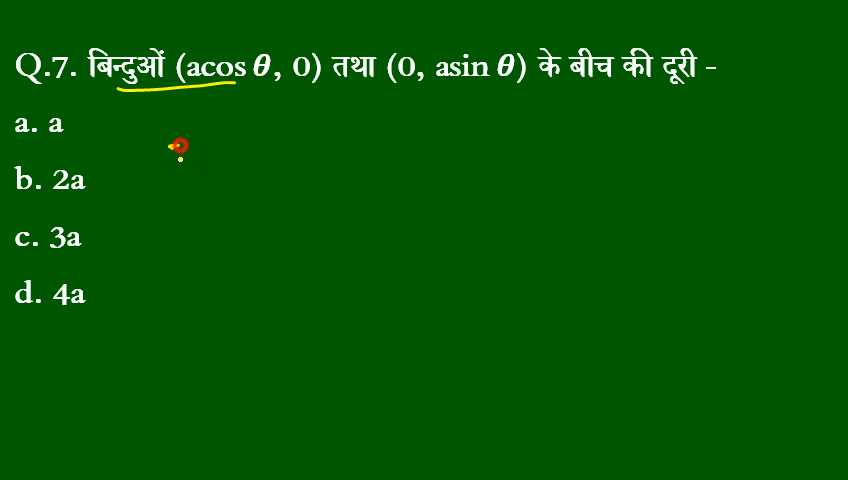 Q.7. बिन्दुओं (acos θ, 0) तथा (0, asin θ) के बीच की दूरी -
a. a
b. 2a
c. 3a
d. 4a